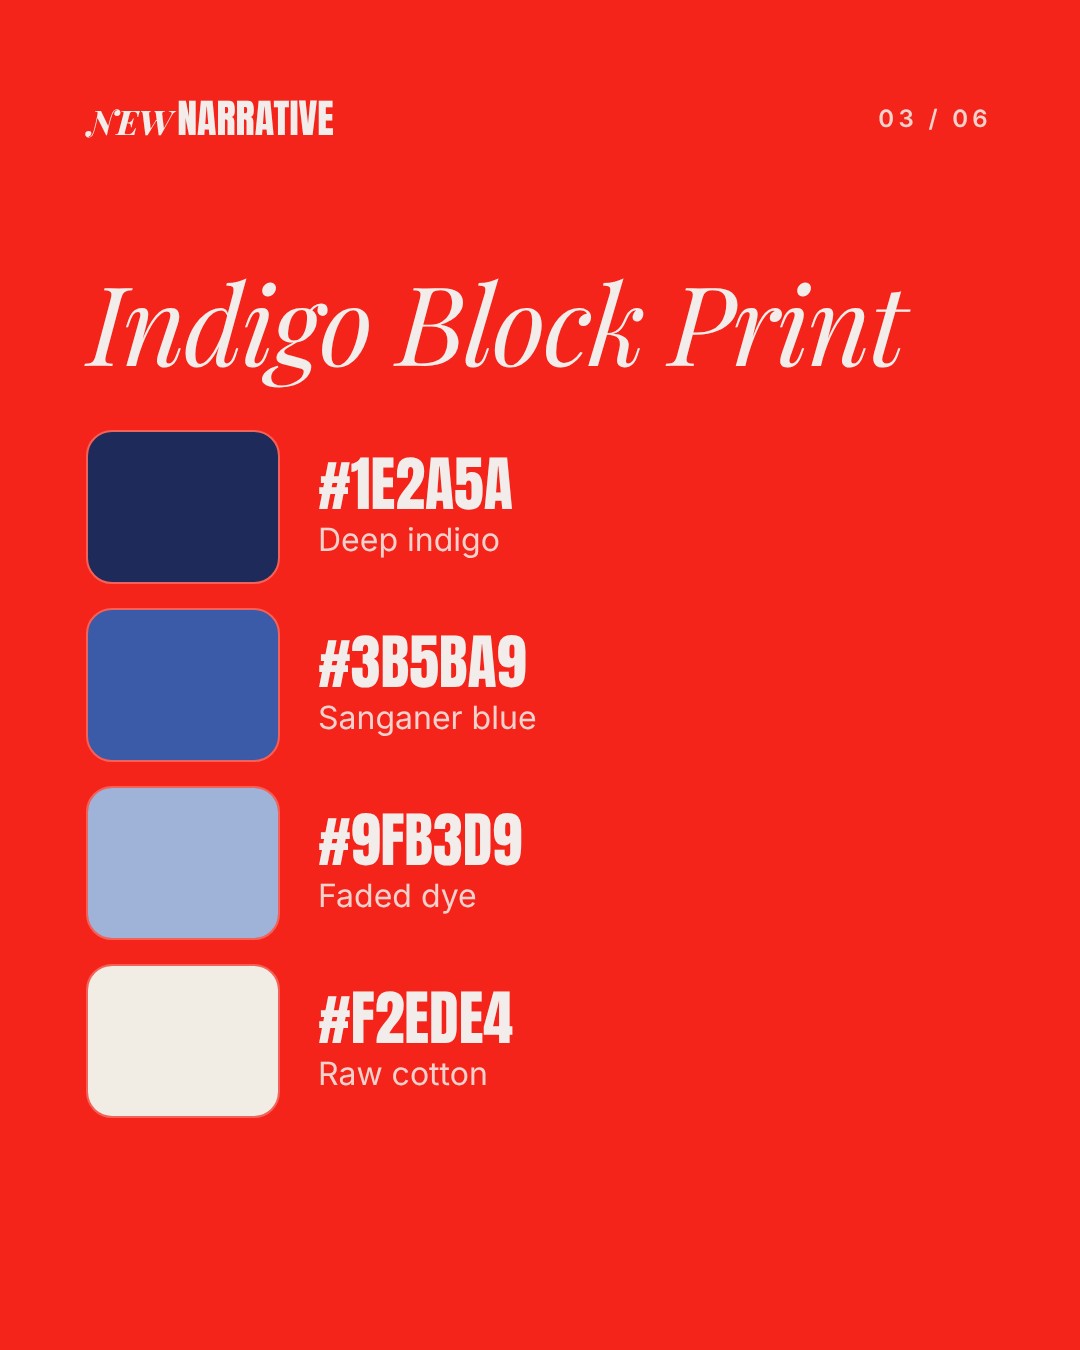 NEW NARRATIVE
03 / 06
Indigo Block Print
#1E2A5A
Deep indigo
#3B5BA9
Sanganer blue
#9FB3D9
Faded dye
#F2EDE4
Raw cotton